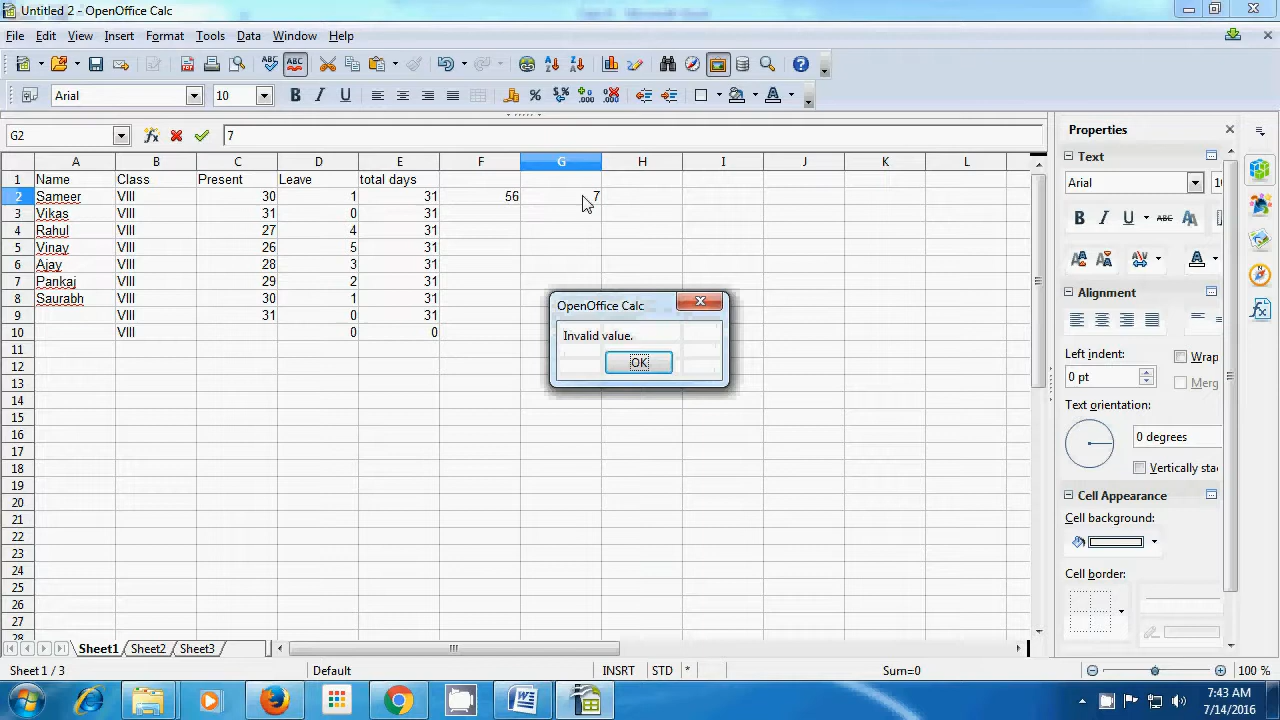 Untitled 2 - OpenOffice Calc
File Edit View Insert Format Tools Data Window Help
Arial 10
G2 7
Properties
A B C D E F G H I J K L
1 Name Class Present Leave total days
2 Sameer VIII 30 1 31 56 7
3 Vikas VIII 31 0 31
4 Rahul VIII 27 4 31
5 Vinay VIII 26 5 31
6 Ajay VIII 28 3 31
7 Pankaj VIII 29 2 31
8 Saurabh VIII 30 1 31
9 VIII 31 0 31
10 VIII 0 0
11
12
13
14
15
16
17
18
19
20
21
22
23
24
25
26
27
28
OpenOffice Calc
Invalid value.
OK
Text
Arial
B I U ABC
Alignment
Left indent:
Wrap
0 pt
Merg
Text orientation:
0 degrees
Vertically sta
Cell Appearance
Cell background:
Cell border:
Sheet1 Sheet2 Sheet3
Sheet 1 / 3 Default INSRT STD * Sum=0 100 %
7:43 AM
7/14/2016